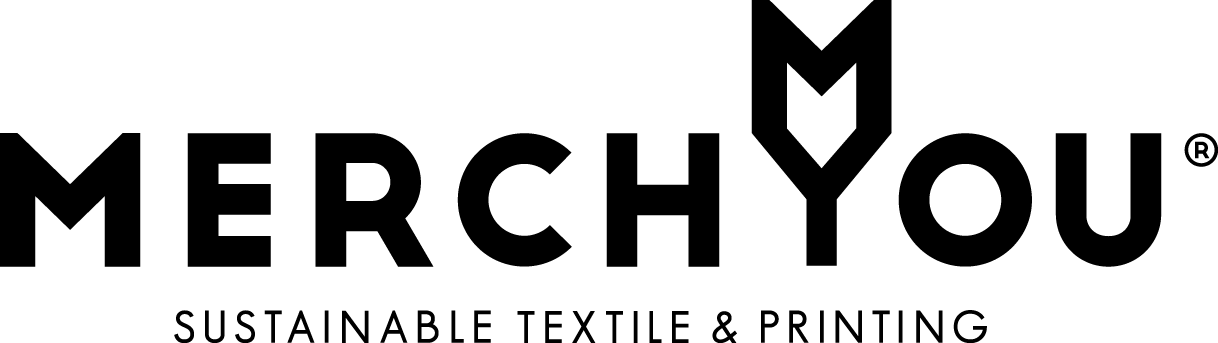 MERCHYOU®
SUSTAINABLE TEXTILE & PRINTING